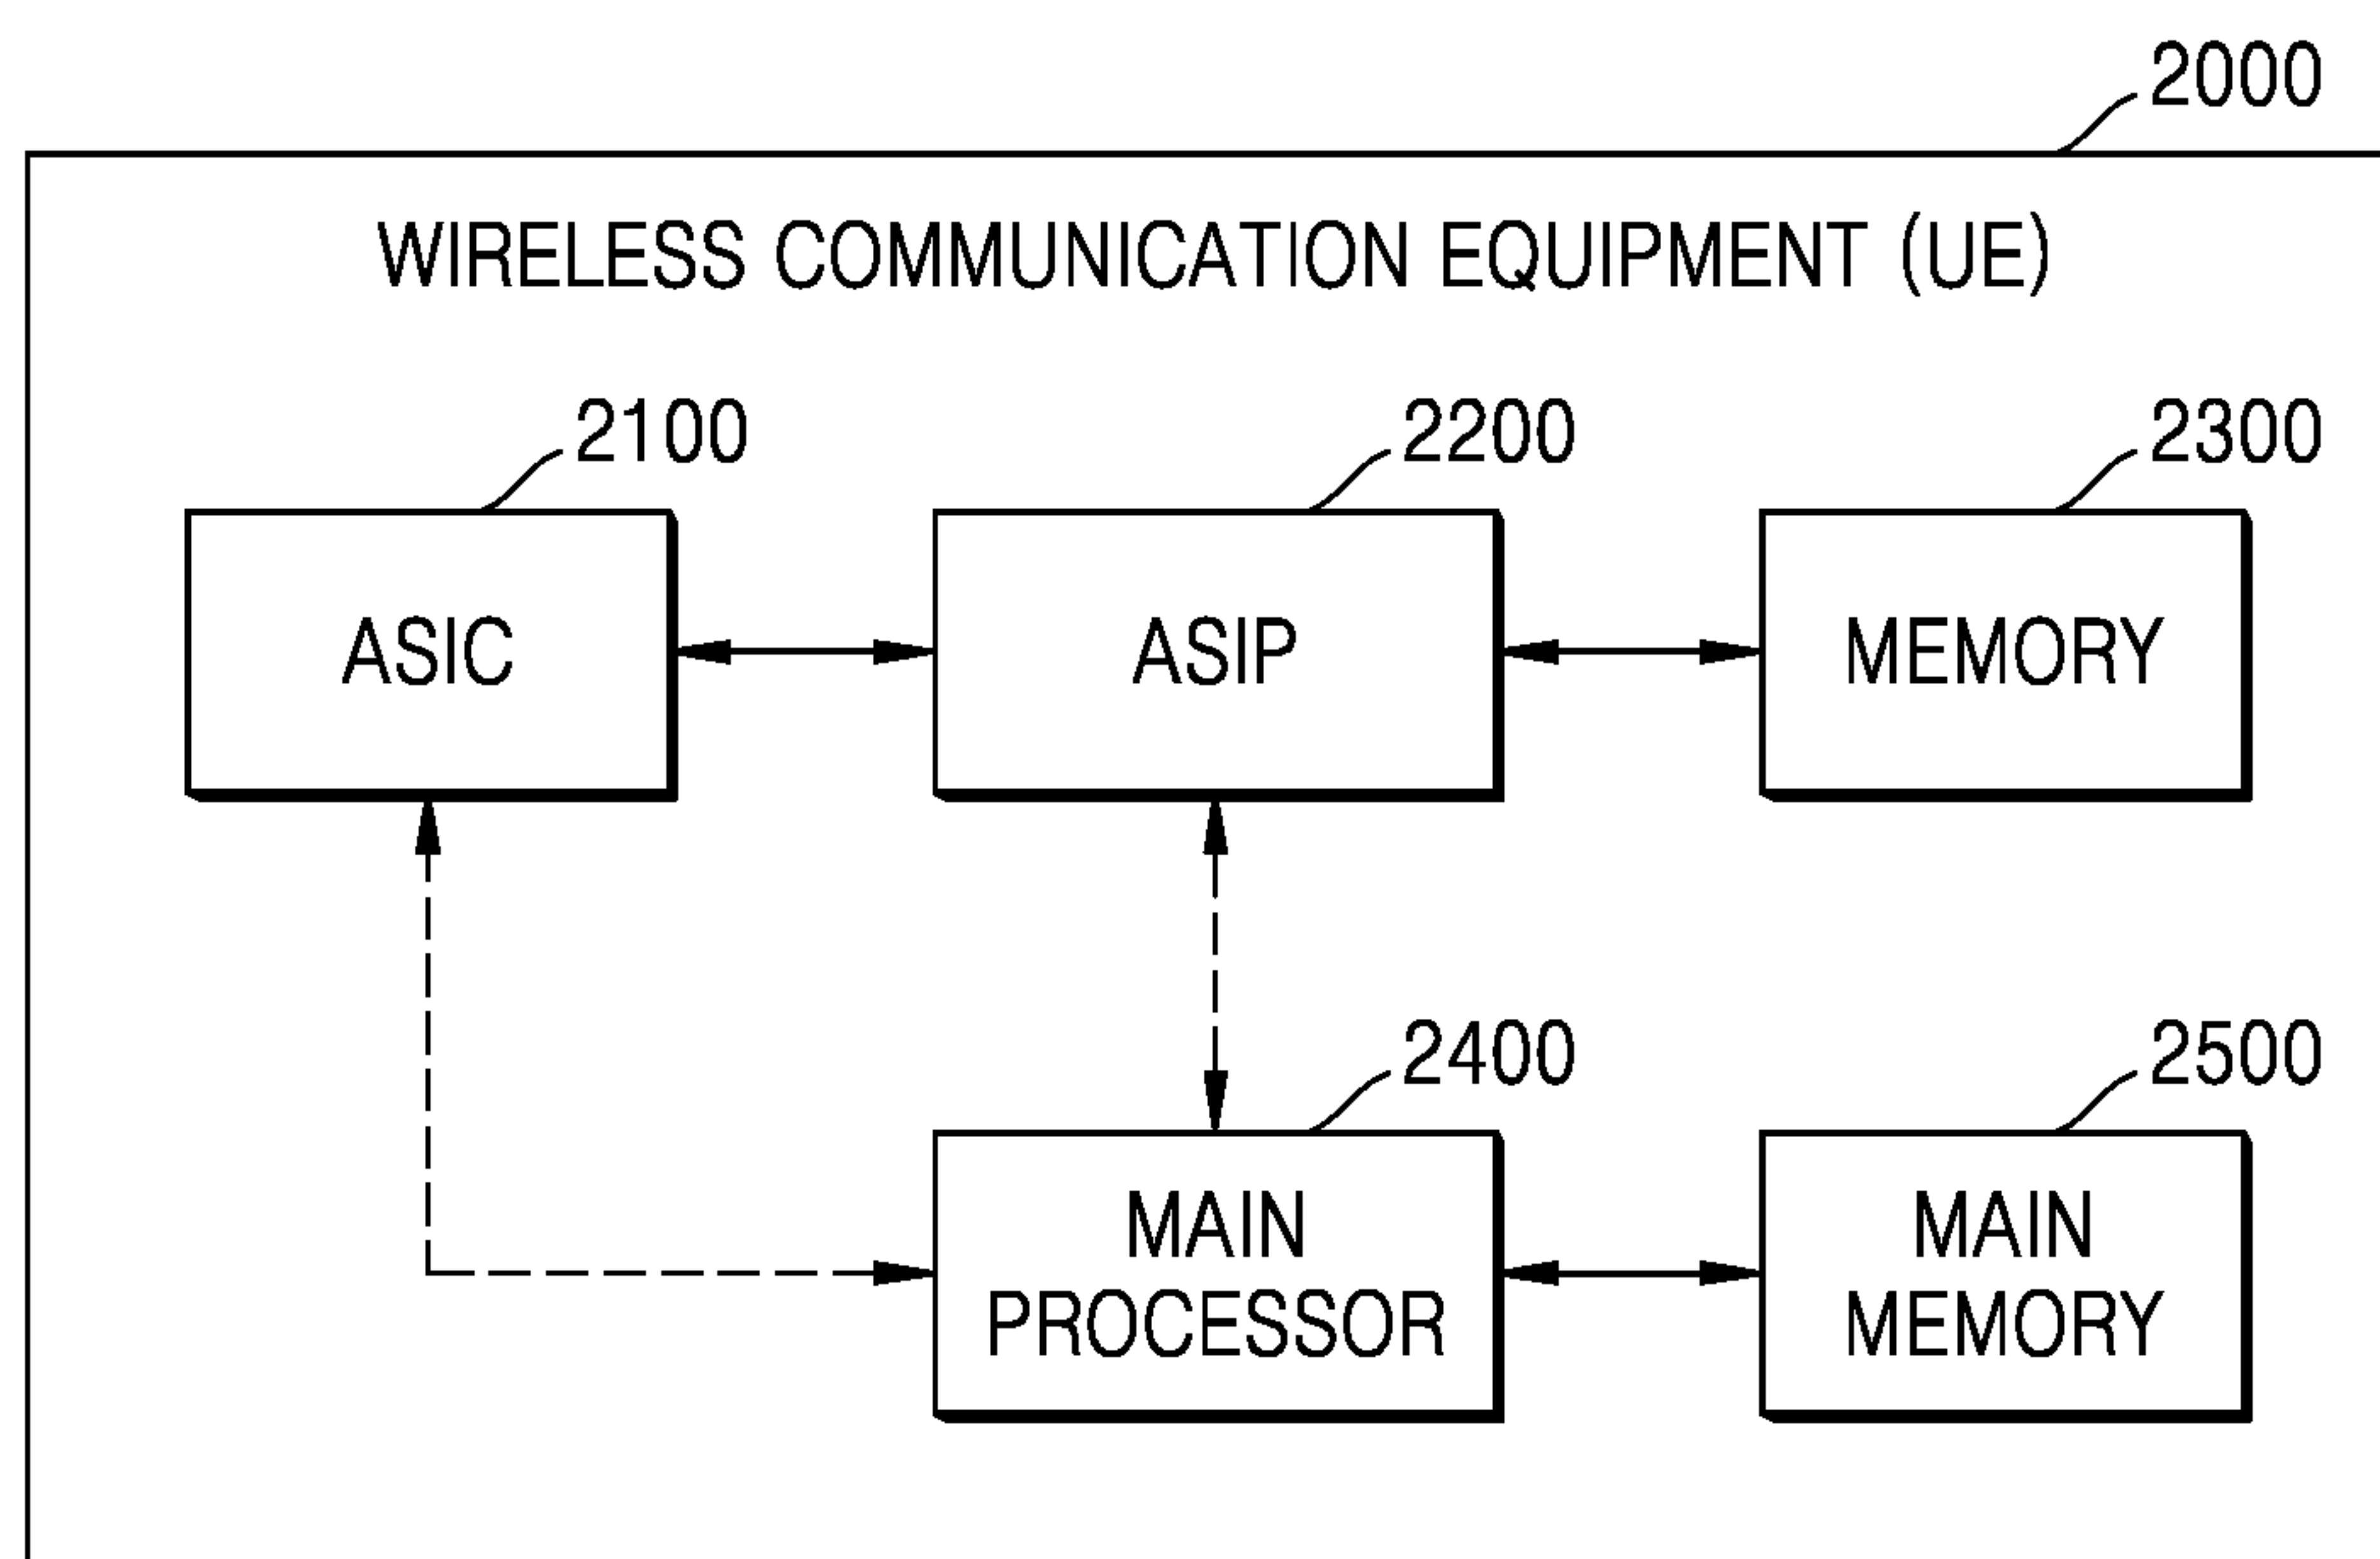 2000
WIRELESS COMMUNICATION EQUIPMENT (UE)
2100
2200
2300
ASIC
ASIP
MEMORY
2400
2500
MAIN
PROCESSOR
MAIN
MEMORY